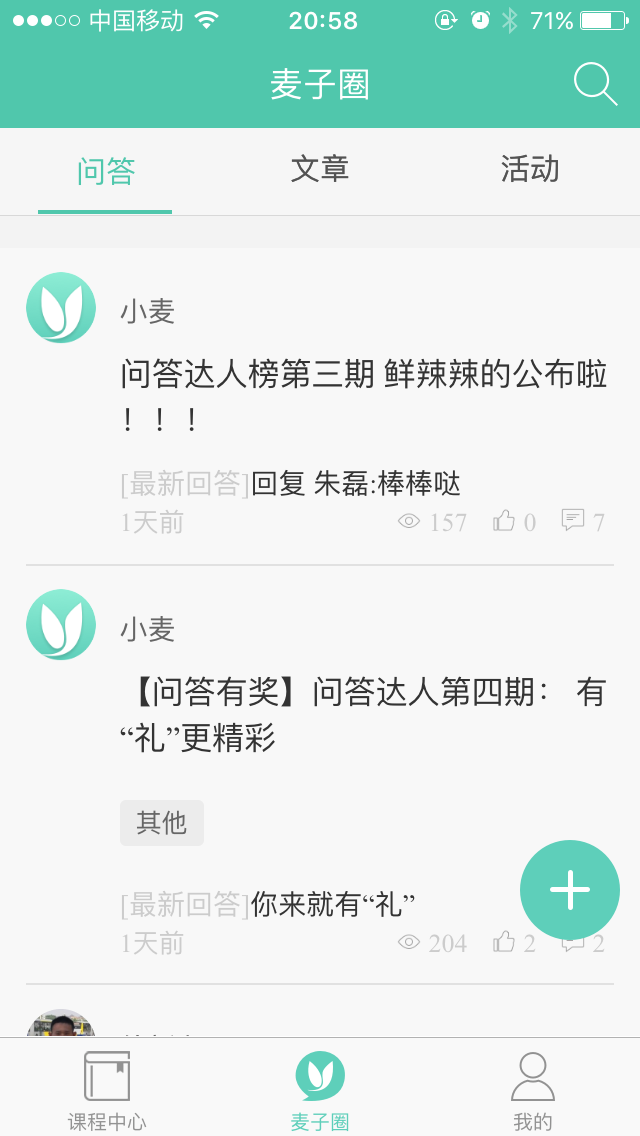 中国移动 20:58 71%
麦子圈
问答 文章 活动
小麦
问答达人榜第三期 鲜辣辣的公布啦
！！！
[最新回答]回复 朱磊:棒棒哒
1天前 157 0 7
小麦
【问答有奖】问答达人第四期： 有
“礼”更精彩
其他
[最新回答]你来就有“礼”
1天前 204 2 2
课程中心 麦子圈 我的